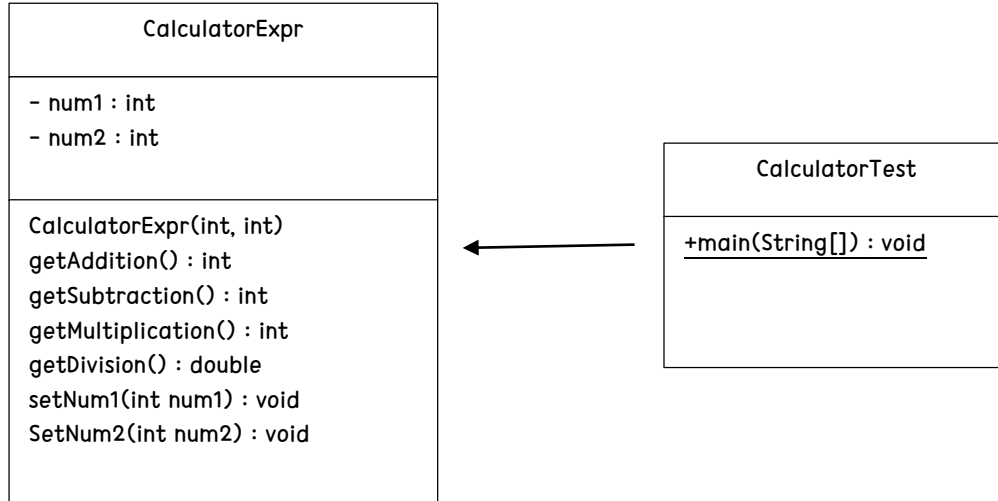 CalculatorExpr
- num1 : int
- num2 : int
CalculatorExpr(int, int)
getAddition() : int
getSubtraction() : int
getMultiplication() : int
getDivision() : double
setNum1(int num1) : void
SetNum2(int num2) : void
CalculatorTest
+main(String[]) : void